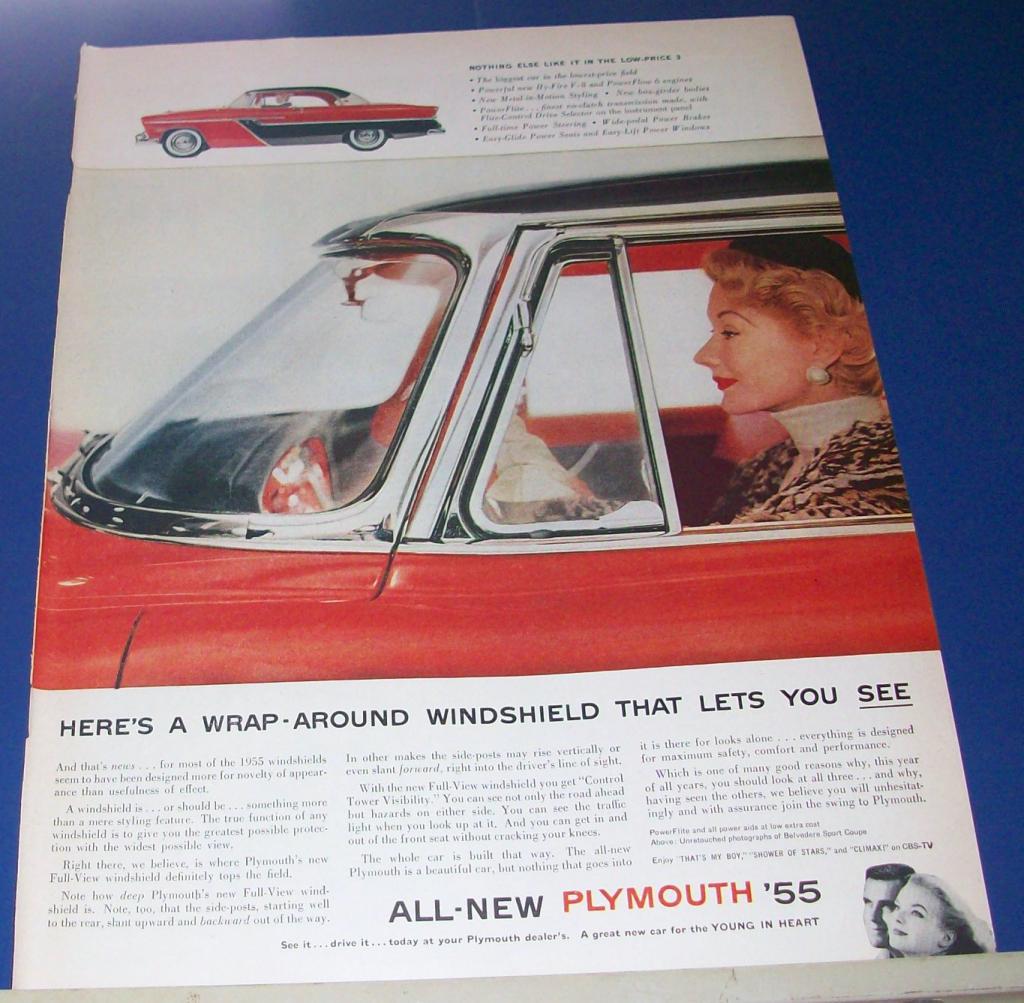 NOTHING ELSE LIKE IT IN THE LOW-PRICE 3
• The biggest car in the lowest-price field
• Powerful new Hy-Fire V-8 and PowerFlow 6 engines
• New Metal-in-Motion Styling • New box-girder bodies
• PowerFlite . . . finest no-clutch transmission made, with
Flite-Control Drive Selector on the instrument panel
• Full-time Power Steering • Wide-pedal Power Brakes
• Easy-Glide Power Seats and Easy-Lift Power Windows
HERE'S A WRAP-AROUND WINDSHIELD THAT LETS YOU SEE
And that's news . . . for most of the 1955 windshields
seem to have been designed more for novelty of appear-
ance than usefulness of effect.
A windshield is . . . or should be . . . something more
than a mere styling feature. The true function of any
windshield is to give you the greatest possible protec-
tion with the widest possible view.
Right there, we believe, is where Plymouth's new
Full-View windshield definitely tops the field.
Note how deep Plymouth's new Full-View wind-
shield is. Note, too, that the side-posts, starting well
to the rear, slant upward and backward out of the way.
In other makes the side-posts may rise vertically or
even slant forward, right into the driver's line of sight.
With the new Full-View windshield you get "Control
Tower Visibility." You can see not only the road ahead
but hazards on either side. You can see the traffic
light when you look up at it. And you can get in and
out of the front seat without cracking your knees.
The whole car is built that way. The all-new
Plymouth is a beautiful car, but nothing that goes into
it is there for looks alone . . . everything is designed
for maximum safety, comfort and performance.
Which is one of many good reasons why, this year
of all years, you should look at all three . . . and why,
having seen the others, we believe you will unhesitat-
ingly and with assurance join the swing to Plymouth.
PowerFlite and all power aids at low extra cost
Above: Unretouched photographs of Belvedere Sport Coupe
Enjoy "THAT'S MY BOY," "SHOWER OF STARS," and "CLIMAX!" on CBS-TV
ALL-NEW PLYMOUTH '55
See it . . . drive it . . . today at your Plymouth dealer's. A great new car for the YOUNG IN HEART